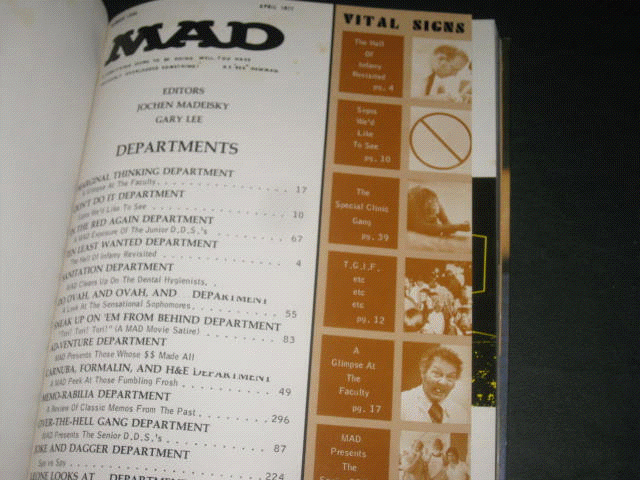 APRIL 1977
MAD
EDITORS
JOCHEN MADEISKY
GARY LEE
DEPARTMENTS
MARGINAL THINKING DEPARTMENT
A Glimpse At The Faculty. . . . . . . . . . . . . . . . . 17
DON'T DO IT DEPARTMENT
Signs We'd Like To See . . . . . . . . . . . . . . . . . 10
IN THE RED AGAIN DEPARTMENT
A MAD Exposure Of The Junior D.D.S.'s . . . . . . . . . 67
TEN LEAST WANTED DEPARTMENT
The Hall Of Infamy Revisited . . . . . . . . . . . . . . 4
SANITATION DEPARTMENT
MAD Cleans Up On The Dental Hygienists. .
DO OVAH, AND OVAH, AND DEPARTMENT
A Look At The Sensational Sophomores. . . . . . . . . . 55
SNEAK UP ON 'EM FROM BEHIND DEPARTMENT
"Tori! Tori! Tori!" (A MAD Movie Satire) . . . . . . . . 83
AD-VENTURE DEPARTMENT
MAD Presents Those Whose $$ Made All
CARNUBA, FORMALIN, AND H&E DEPARTMENT
A MAD Peek At Those Fumbling Frosh . . . . . . . . . . . 49
MEMO-RABILIA DEPARTMENT
A Review Of Classic Memos From The Past . . . . . . . . 296
OVER-THE-HELL GANG DEPARTMENT
MAD Presents The Senior D.D.S.'s . . . . . . . . . . . . 87
JOKE AND DAGGER DEPARTMENT
Spy vs Spy . . . . . . . . . . . . . . . . . . . . . . . 224
LOOKS AT DEPARTMENT
VITAL SIGNS
The Hall
Of
Infamy
Revisited
pg. 4
Signs
We'd
Like
To See
pg. 10
The
Special Clinic
Gang
pg. 39
T.G.I.F.
etc
etc
etc
pg. 12
A
Glimpse At
The
Faculty
pg. 17
MAD
Presents
The